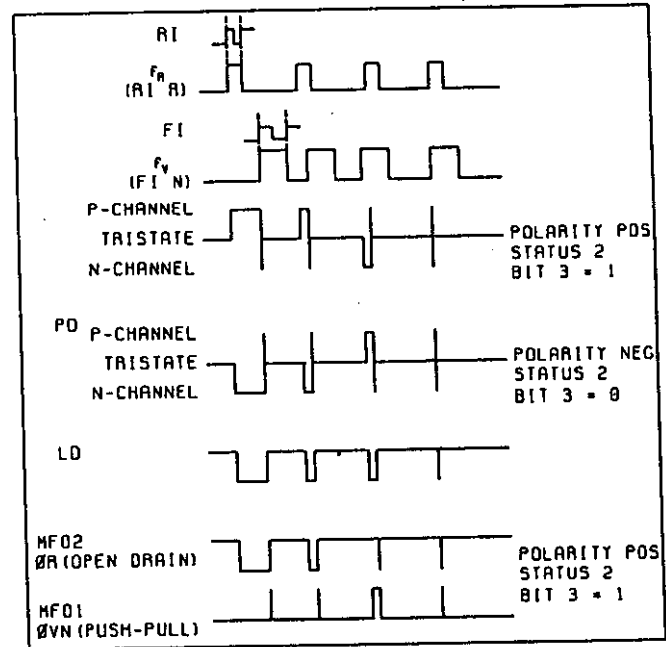 RI
fR
(RI R)
FI
fV
(FI N)
P-CHANNEL
TRISTATE
N-CHANNEL
POLARITY POS
STATUS 2
BIT 3 = 1
PD
P-CHANNEL
TRISTATE
N-CHANNEL
POLARITY NEG
STATUS 2
BIT 3 = 0
LD
MFO2
ØR (OPEN DRAIN)
POLARITY POS
STATUS 2
BIT 3 = 1
MFO1
ØVN (PUSH-PULL)